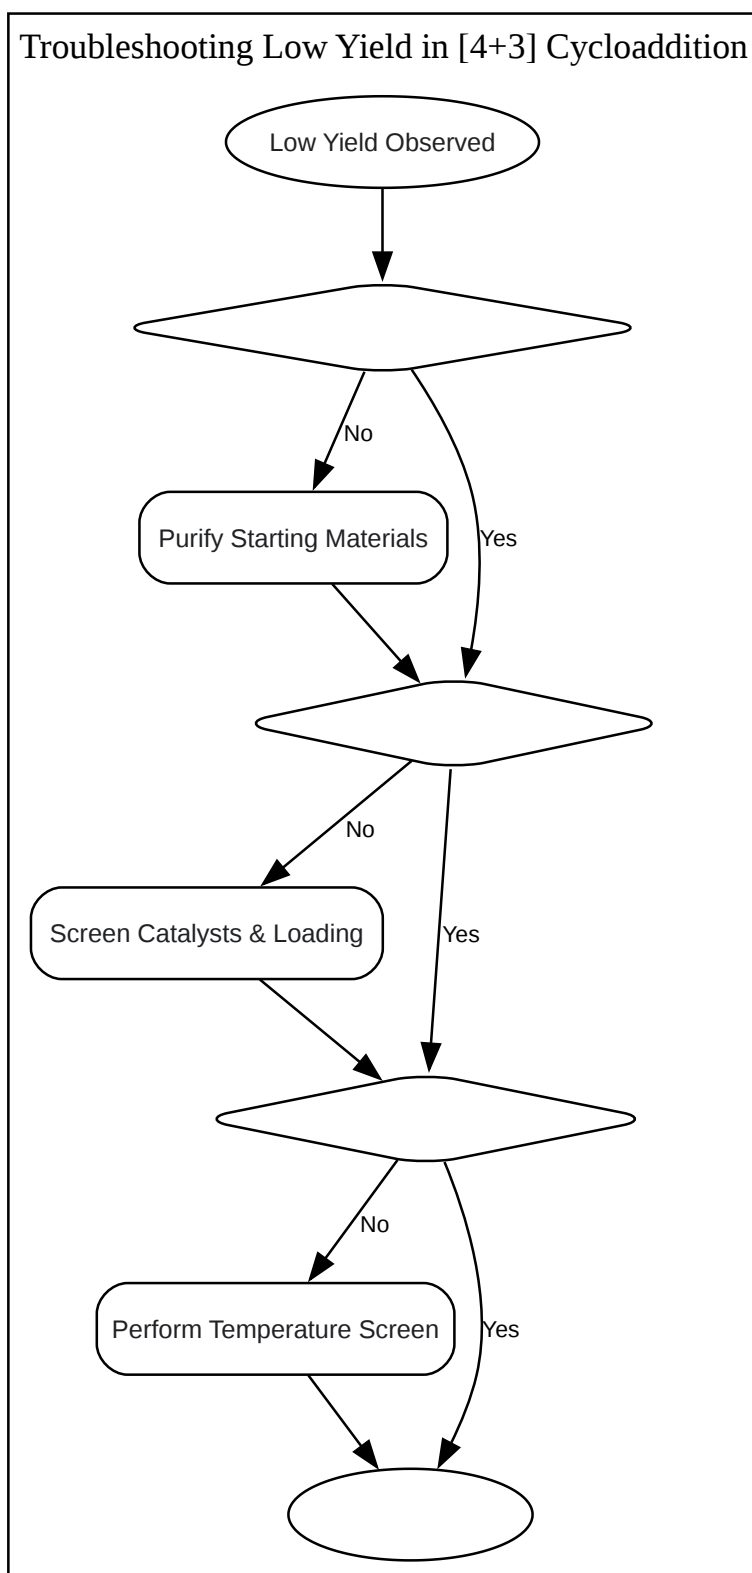 Troubleshooting Low Yield in [4+3] Cycloaddition
Low Yield Observed
No
Purify Starting Materials
Yes
No
Screen Catalysts & Loading
Yes
No
Perform Temperature Screen
Yes